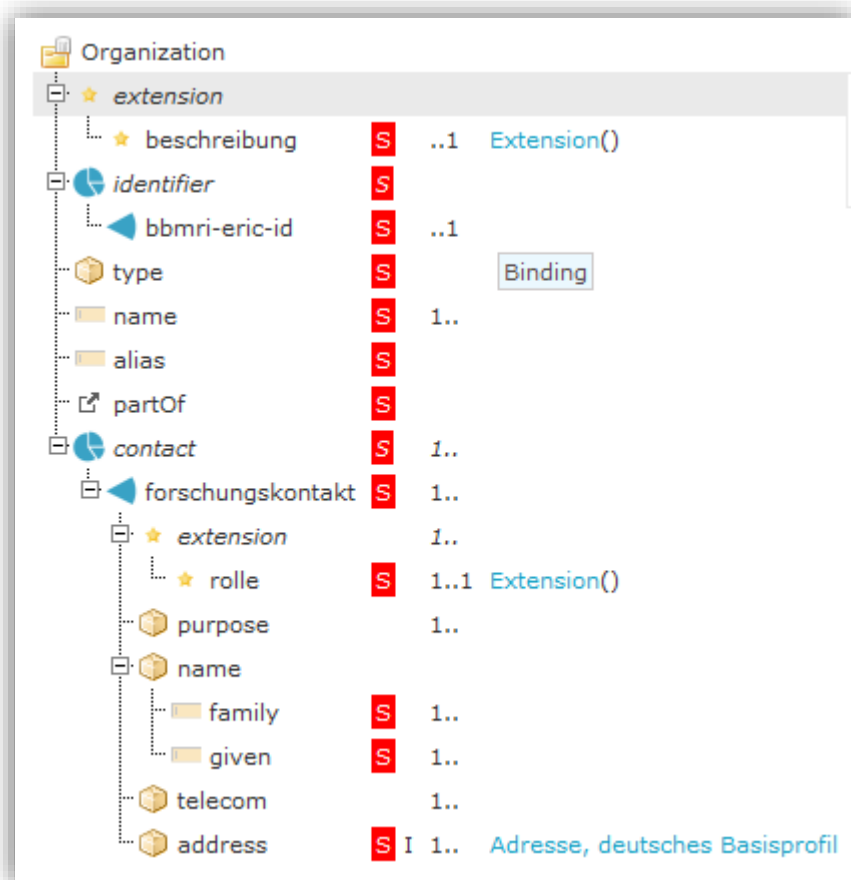 Organization
extension
beschreibung S ..1 Extension()
identifier S
bbmri-eric-id S ..1
type S Binding
name S 1..
alias S
partOf S
contact S 1..
forschungskontakt S 1..
extension 1..
rolle S 1..1 Extension()
purpose 1..
name
family S 1..
given S 1..
telecom 1..
address S I 1.. Adresse, deutsches Basisprofil